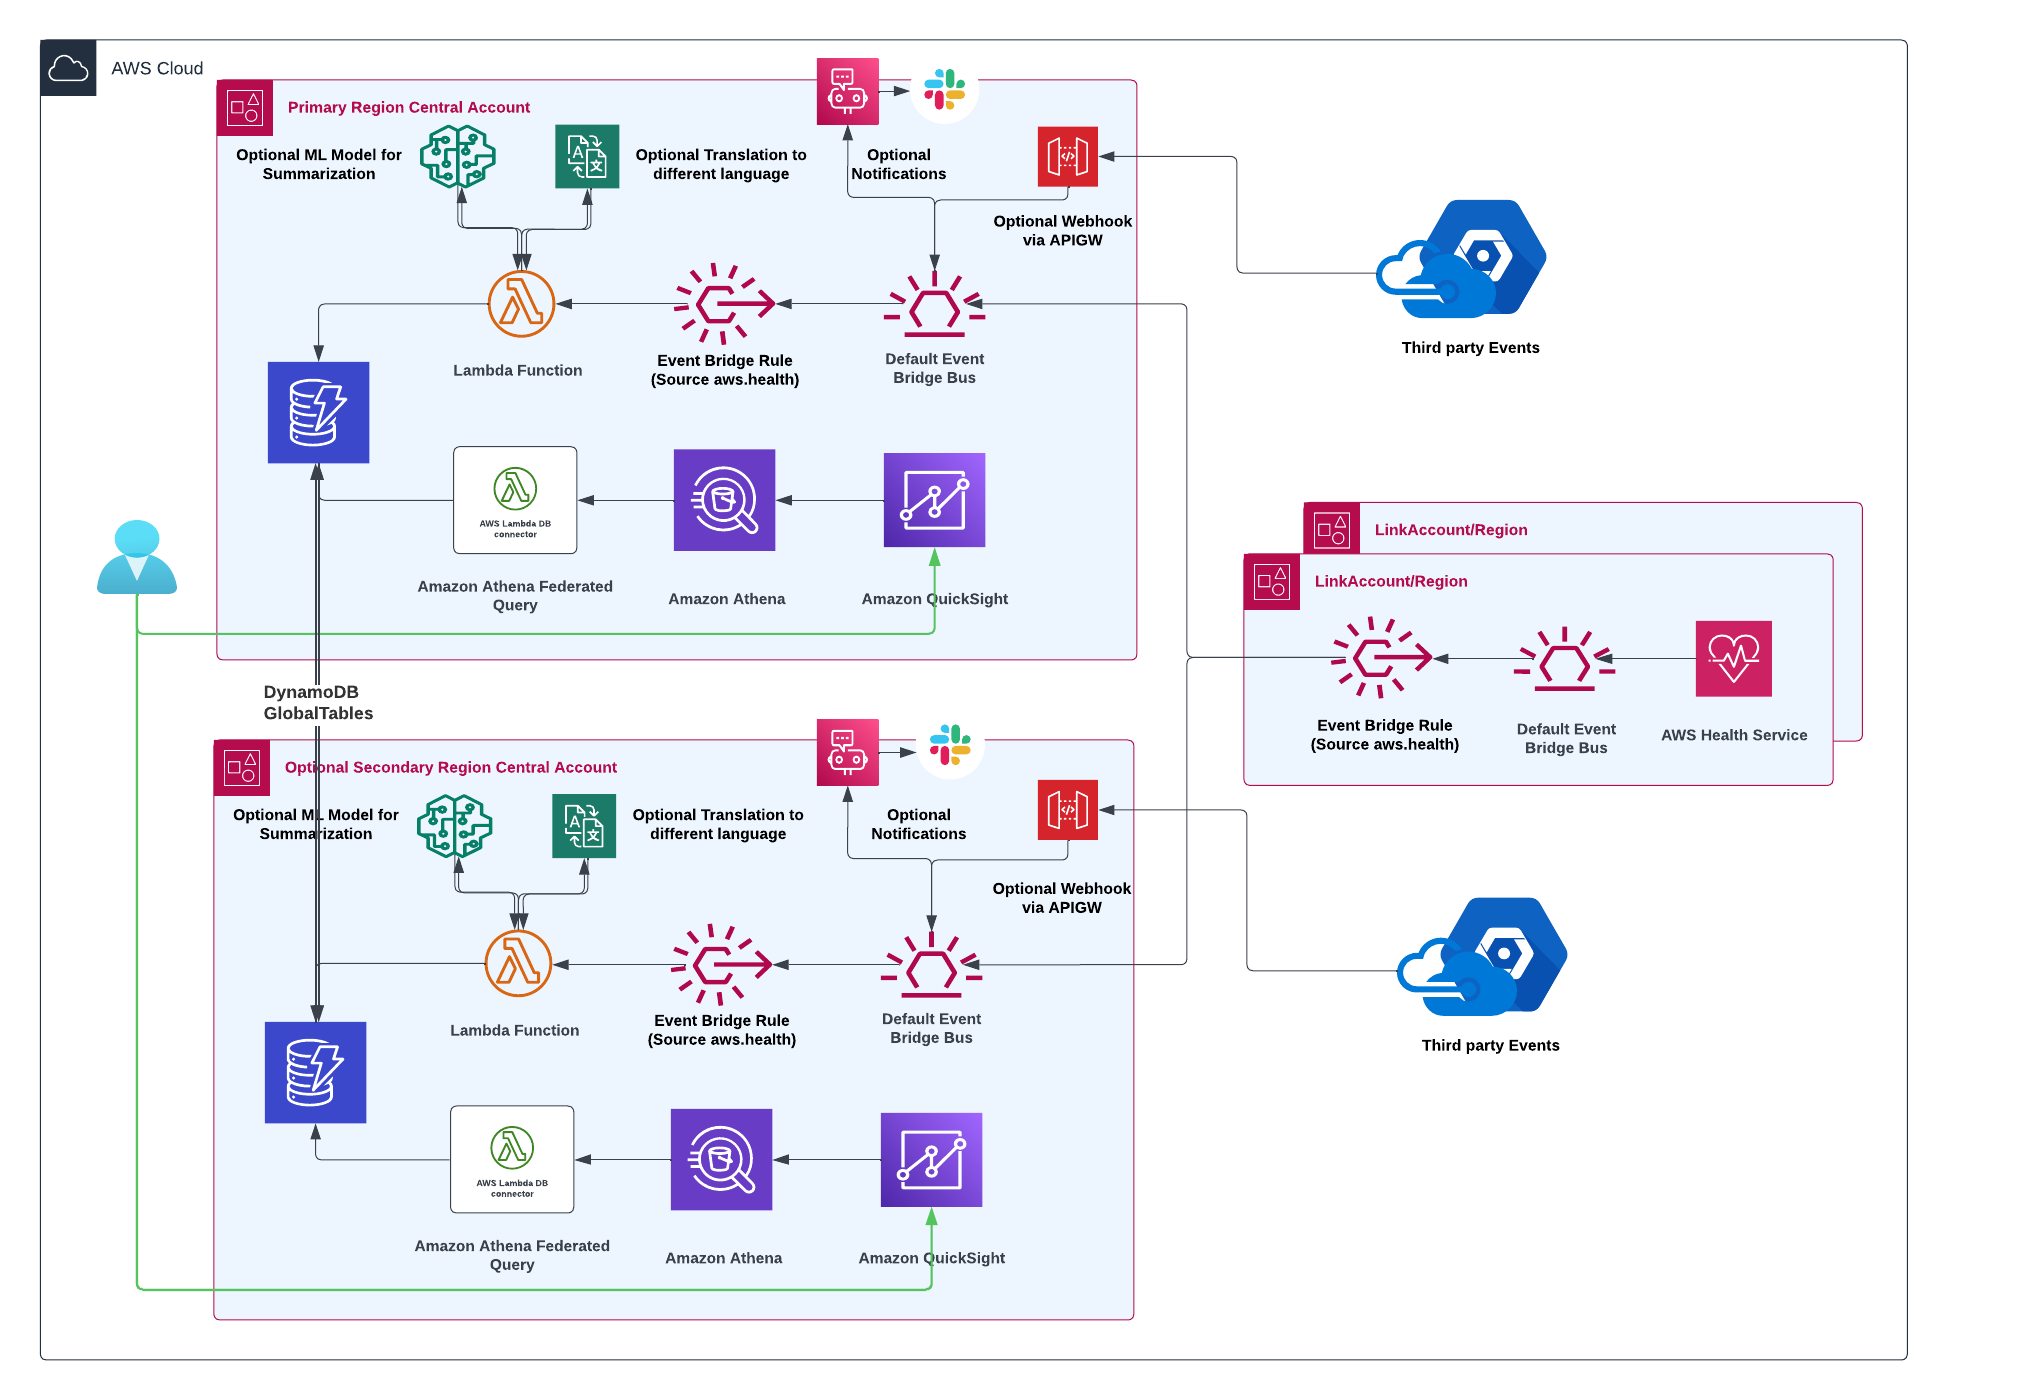 AWS Cloud
Primary Region Central Account
Optional ML Model for
Summarization
Optional Translation to
different language
Optional
Notifications
Optional Webhook
via APIGW
Lambda Function
Event Bridge Rule
(Source aws.health)
Default Event
Bridge Bus
Third party Events
AWS Lambda DB
connector
Amazon Athena Federated
Query
Amazon Athena
Amazon QuickSight
LinkAccount/Region
LinkAccount/Region
Event Bridge Rule
(Source aws.health)
Default Event
Bridge Bus
AWS Health Service
DynamoDB
GlobalTables
Optional Secondary Region Central Account
Optional ML Model for
Summarization
Optional Translation to
different language
Optional
Notifications
Optional Webhook
via APIGW
Lambda Function
Event Bridge Rule
(Source aws.health)
Default Event
Bridge Bus
Third party Events
AWS Lambda DB
connector
Amazon Athena Federated
Query
Amazon Athena
Amazon QuickSight